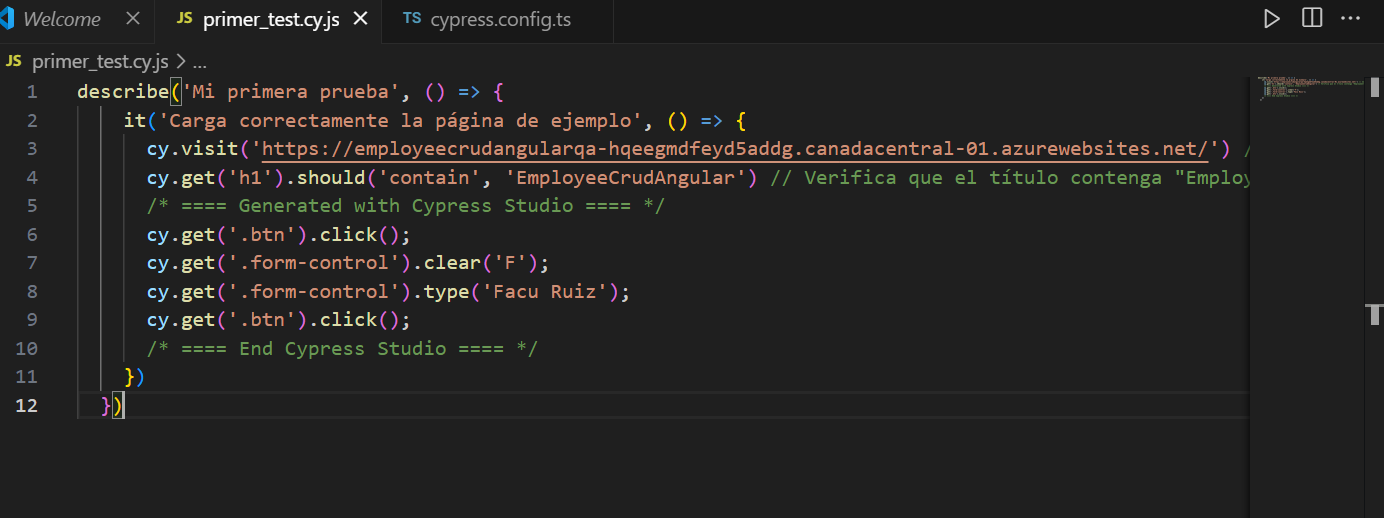 Welcome
JS primer_test.cy.js
TS cypress.config.ts
JS primer_test.cy.js > ...
1 describe('Mi primera prueba', () => {
2 it('Carga correctamente la página de ejemplo', () => {
3 cy.visit('https://employeecrudangularqa-hqeegmdfeyd5addg.canadacentral-01.azurewebsites.net/') /
4 cy.get('h1').should('contain', 'EmployeeCrudAngular') // Verifica que el título contenga "Employ
5 /* ==== Generated with Cypress Studio ==== */
6 cy.get('.btn').click();
7 cy.get('.form-control').clear('F');
8 cy.get('.form-control').type('Facu Ruiz');
9 cy.get('.btn').click();
10 /* ==== End Cypress Studio ==== */
11 })
12 })